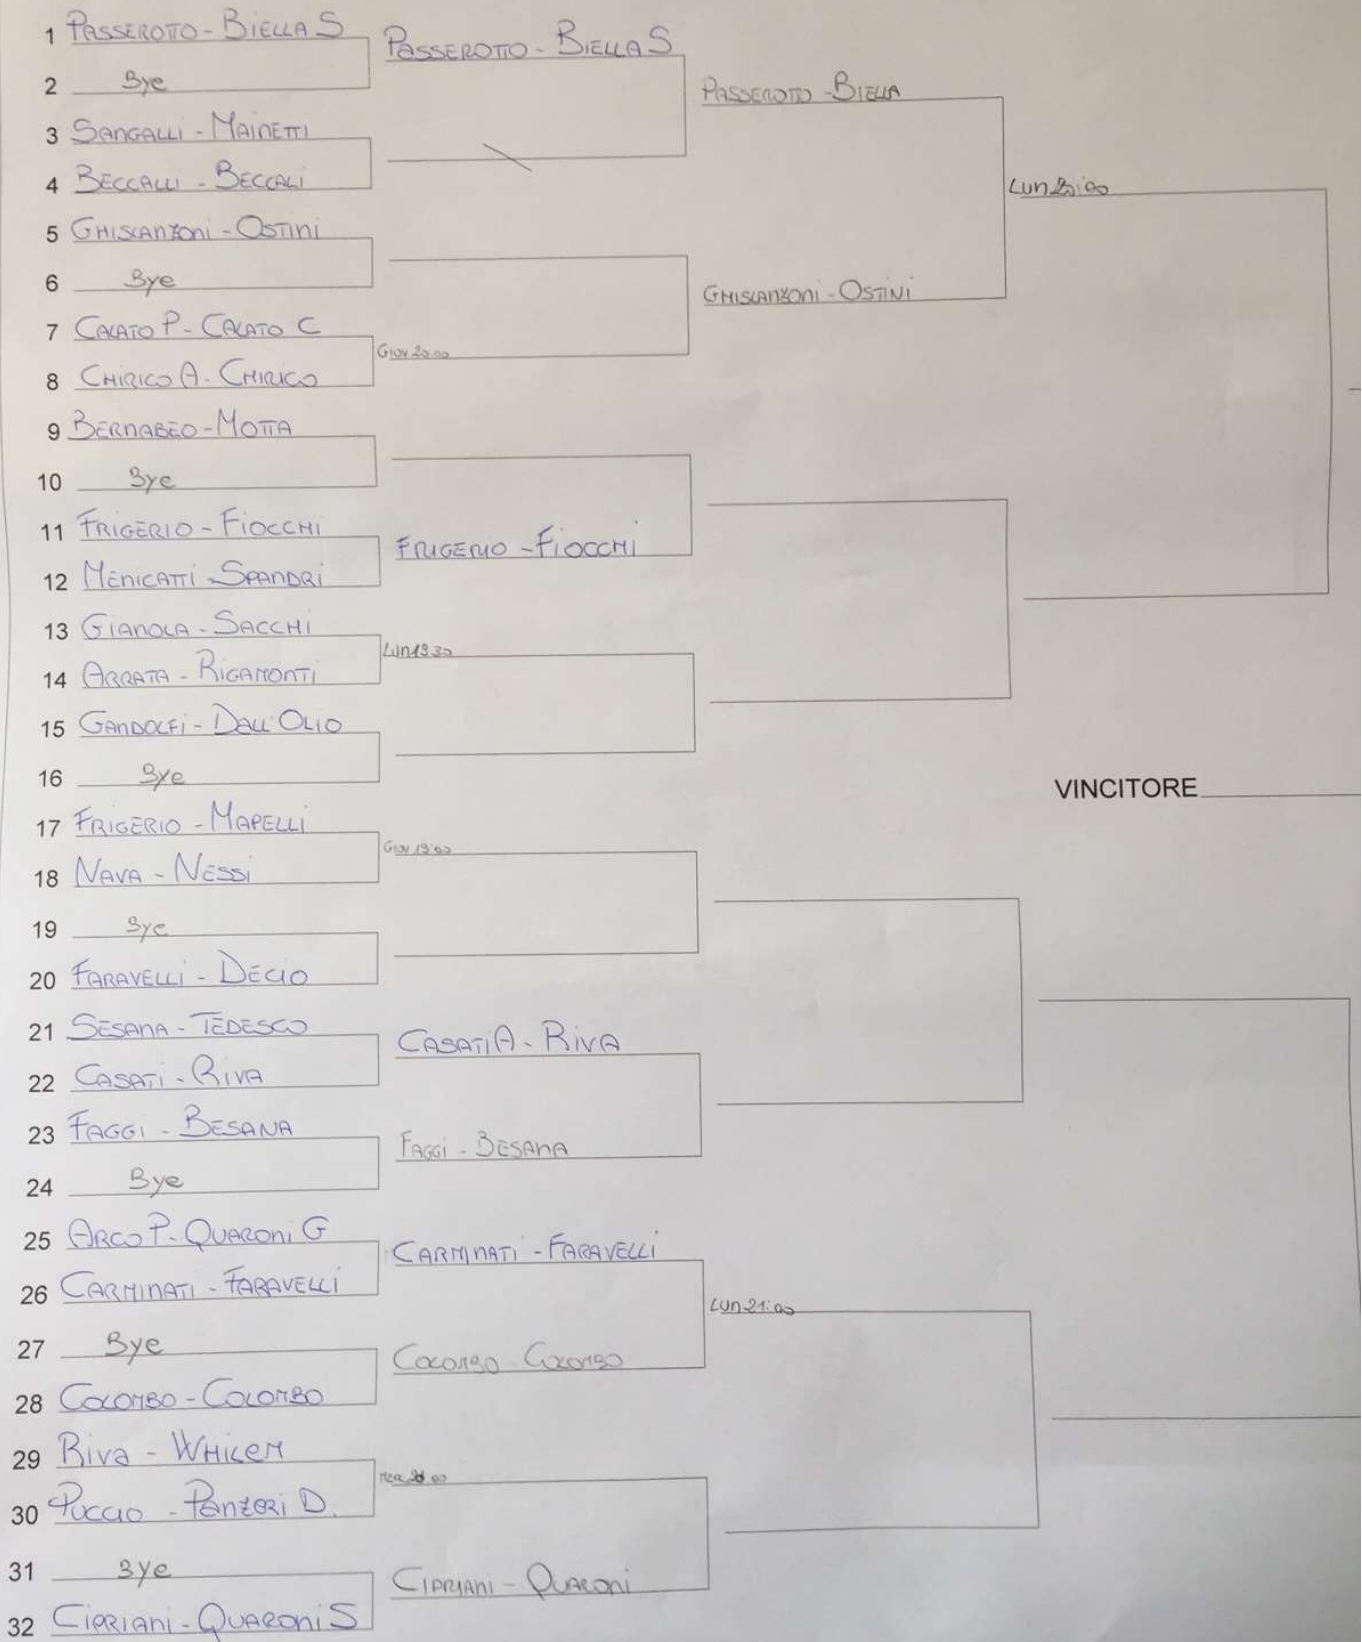 1 PASSEROTTO - BIELLA S
2 Bye
3 SANGALLI - MAINETTI
4 BECCALLI - BECCALI
5 GHISLANZONI - OSTINI
6 Bye
7 CALATO P - CALATO C
8 CHIRICO A - CHIRICO
9 BERNABEO - MOTTA
10 Bye
11 FRIGERIO - FIOCCHI
12 MENICATTI - SPANDRI
13 GIANOLA - SACCHI
14 ARRATA - RIGAMONTI
15 GANDOLFI - DALL'OLIO
16 Bye
17 FRIGERIO - MAPELLI
18 NAVA - NESSI
19 Bye
20 FARAVELLI - DECIO
21 SESANA - TEDESCO
22 CASATI - RIVA
23 FAGGI - BESANA
24 Bye
25 ARCO P. - QUARONI G
26 CARMINATI - FARAVELLI
27 Bye
28 COLOMBO - COLOMBO
29 RIVA - WHILEM
30 PUCCIO - PANZERI D.
31 Bye
32 CIPRIANI - QUARONI S
PASSEROTTO - BIELLA S
GIOV 20:00
FRIGERIO - FIOCCHI
LUN 19:30
GIOV 19:00
CASATI A - RIVA
FAGGI - BESANA
CARMINATI - FARAVELLI
COLOMBO COLOMBO
MER
CIPRIANI - QUARONI
PASSEROTTO - BIELLA
GHISLANZONI - OSTINI
LUN 21:00
LUN
VINCITORE